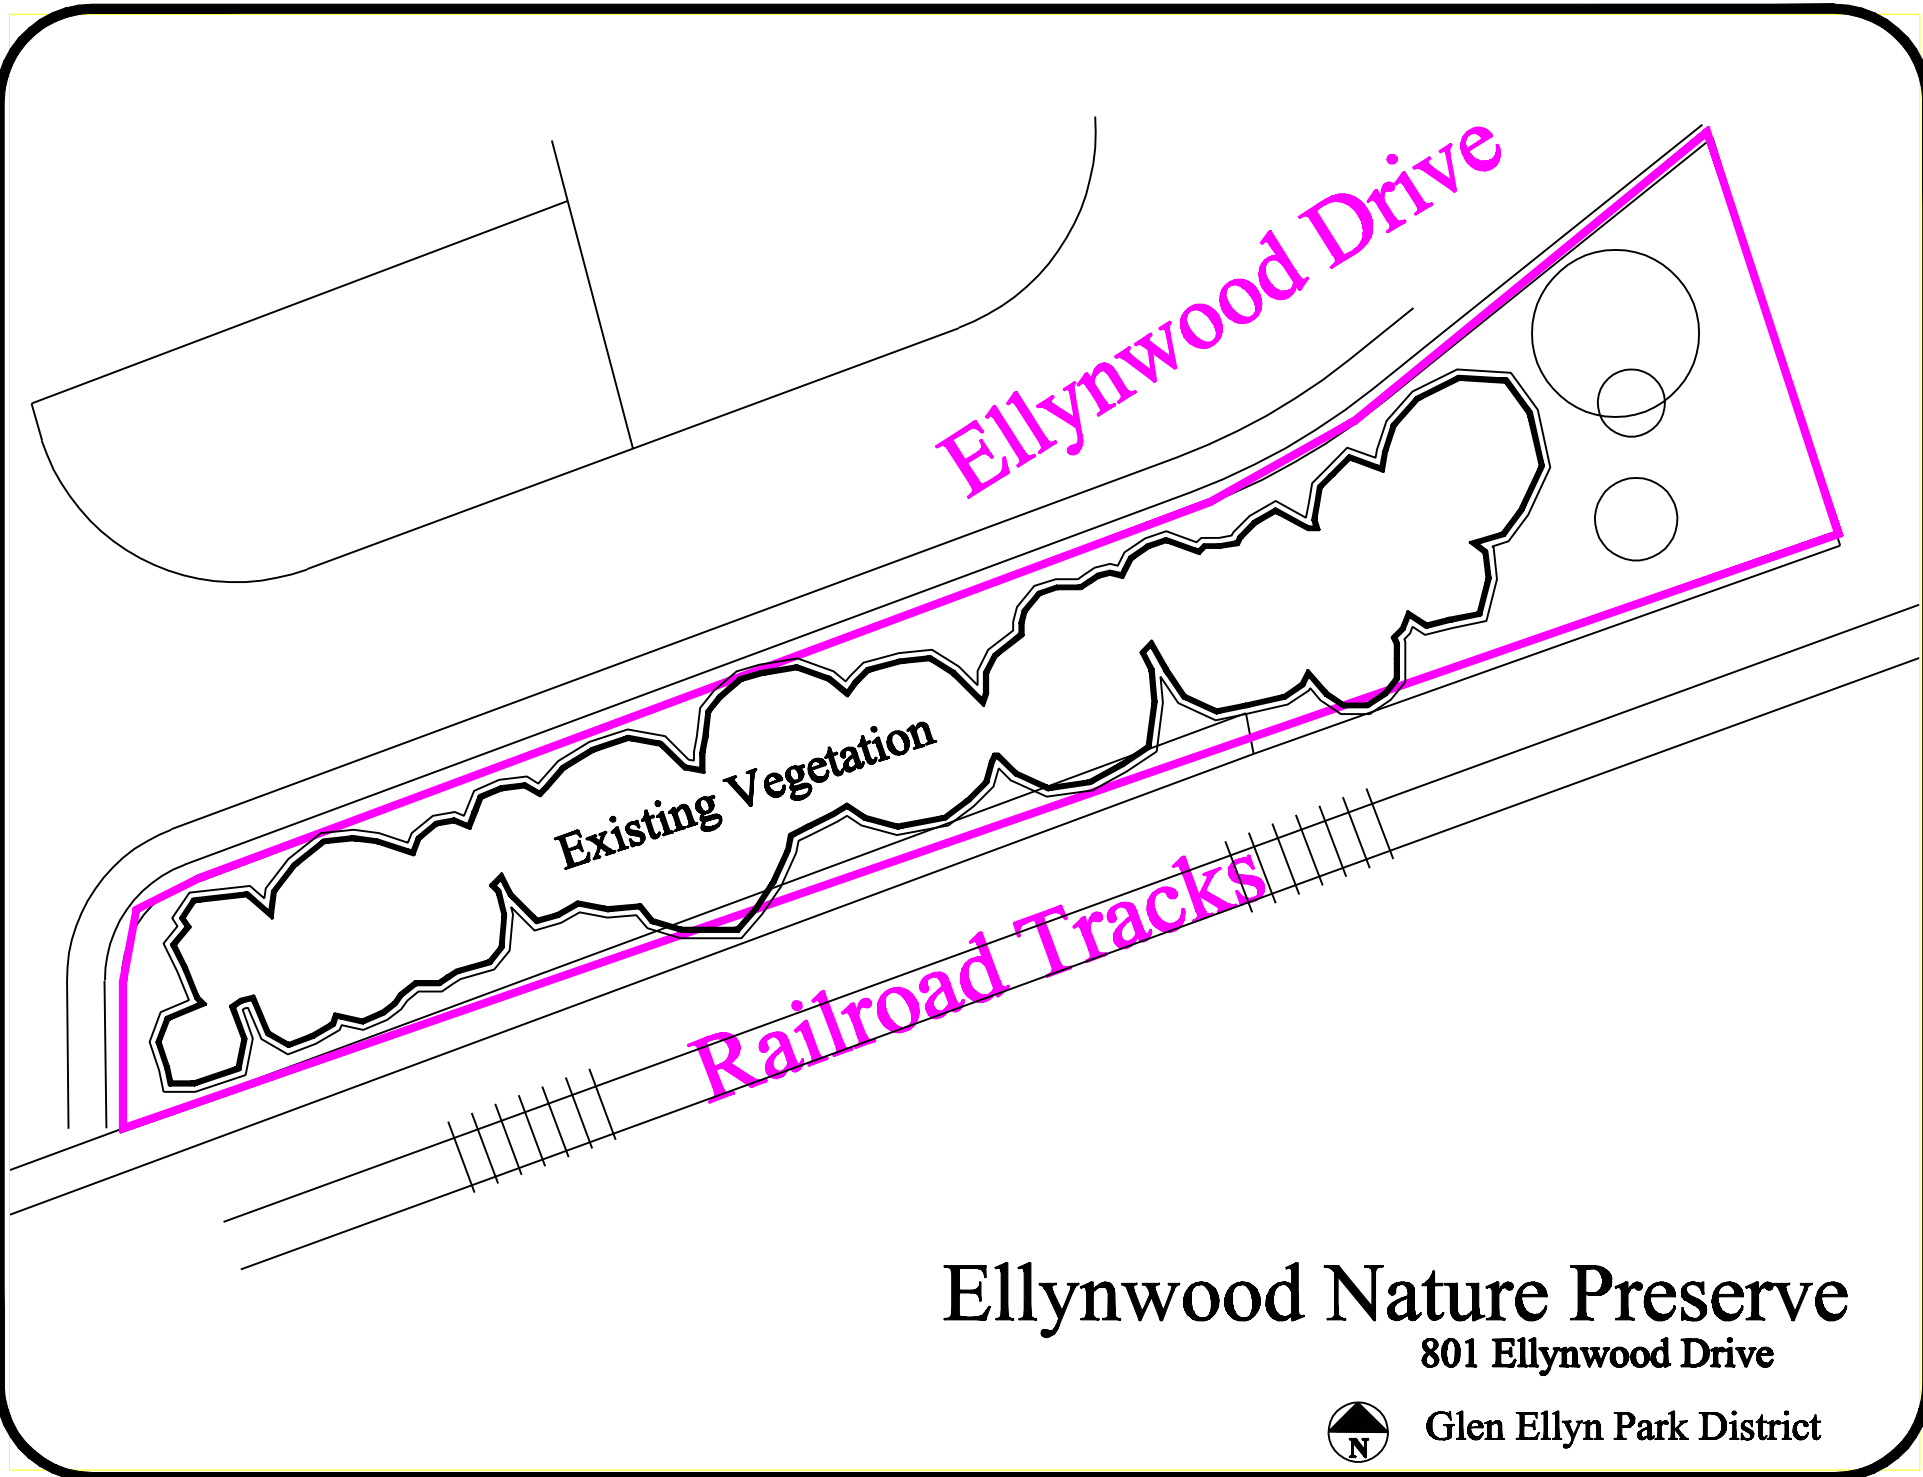 Ellynwood Drive
Existing Vegetation
Railroad Tracks
Ellynwood Nature Preserve
801 Ellynwood Drive
N
Glen Ellyn Park District